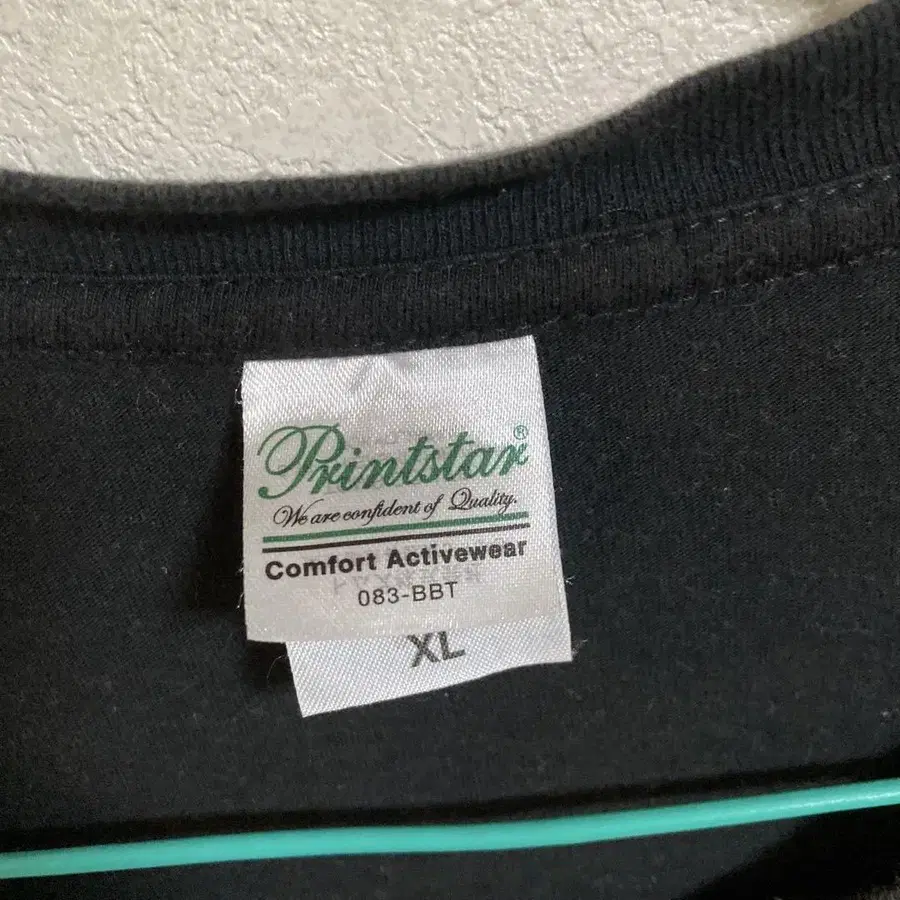 Printstar®
We are confident of Quality.
Comfort Activewear
083-BBT
XL